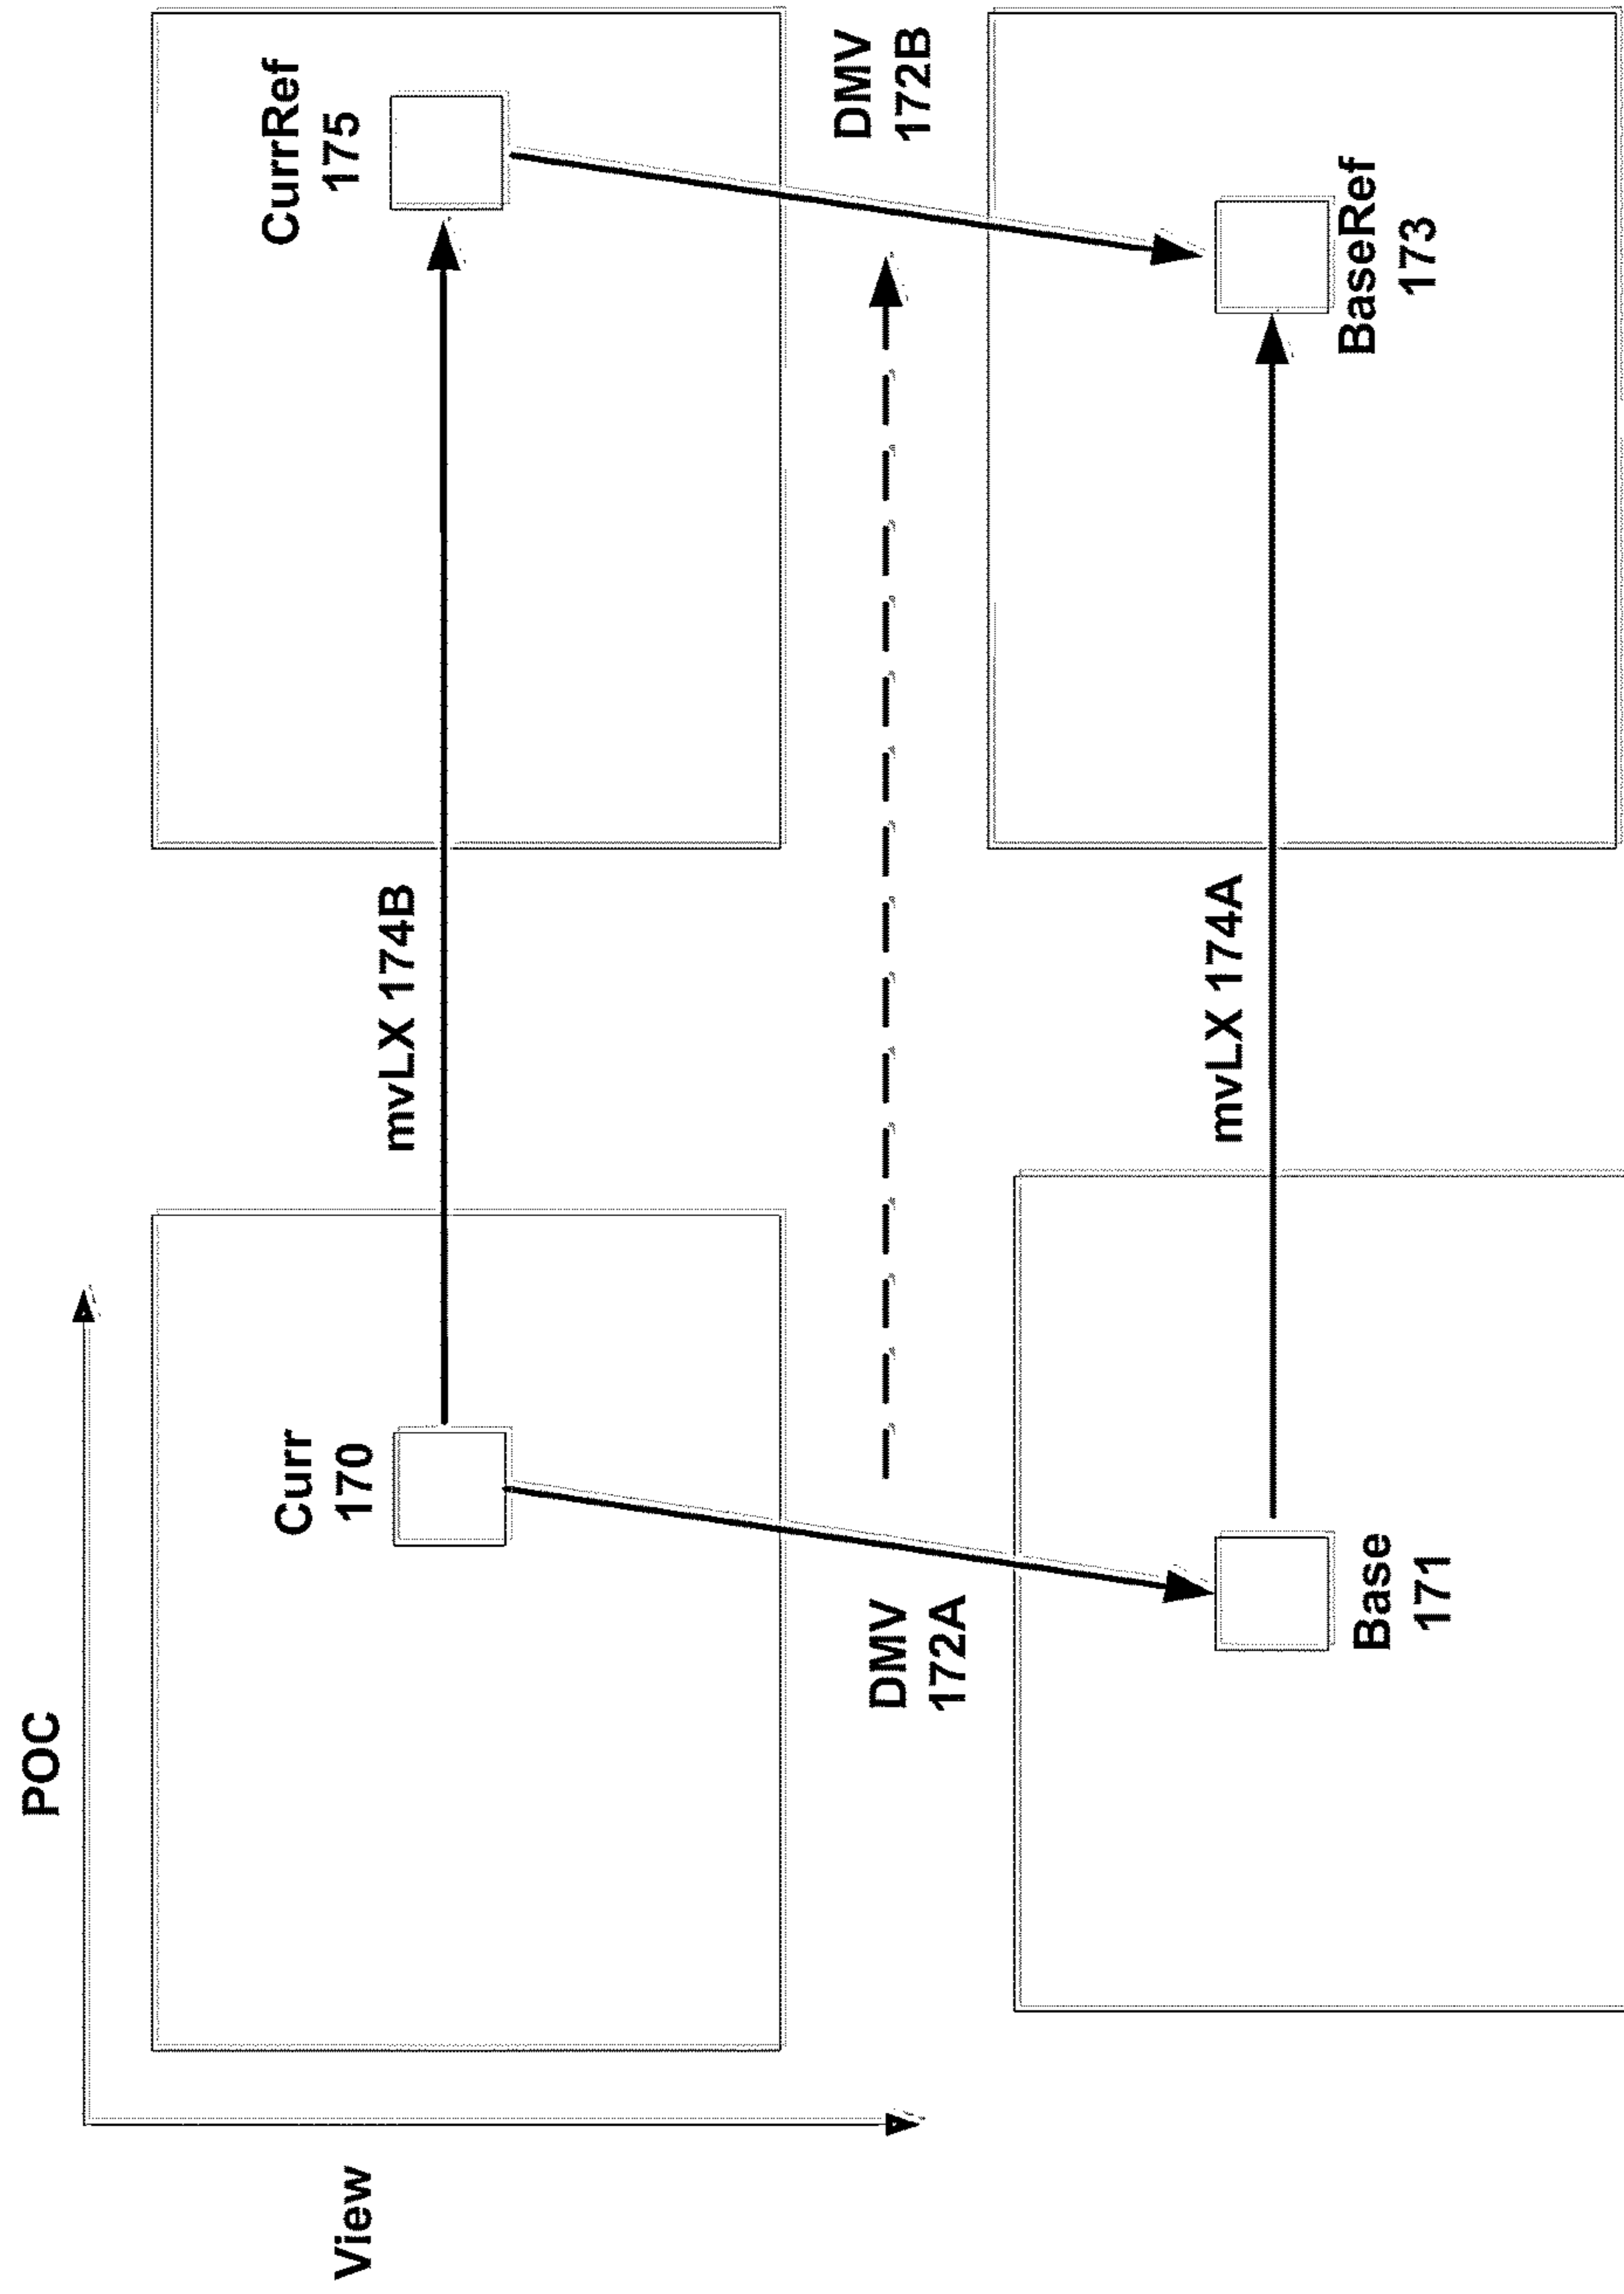 POC
View
Curr
170
mvLX 174B
CurrRef
175
DMV
172A
DMV
172B
Base
171
mvLX 174A
BaseRef
173